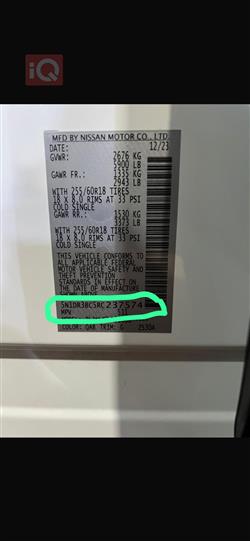 iQ
MFD BY NISSAN MOTOR CO., LTD.
DATE: 12/23
GVWR: 2676 KG
5900 LB
GAWR FR.: 1335 KG
2943 LB
WITH 255/60R18 TIRES
18 X 8.0 RIMS AT 33 PSI
COLD SINGLE
GAWR RR.: 1530 KG
3373 LB
WITH 255/60R18 TIRES
18 X 8.0 RIMS AT 33 PSI
COLD SINGLE
THIS VEHICLE CONFORMS TO
ALL APPLICABLE FEDERAL
MOTOR VEHICLE SAFETY
AND THEFT PREVENTION
STANDARDS IN EFFECT ON
THE DATE OF MANUFACTURE
SHOWN ABOVE.
5N1DR3BC5RC237574
MPV
COLOR: QAB TRIM: G